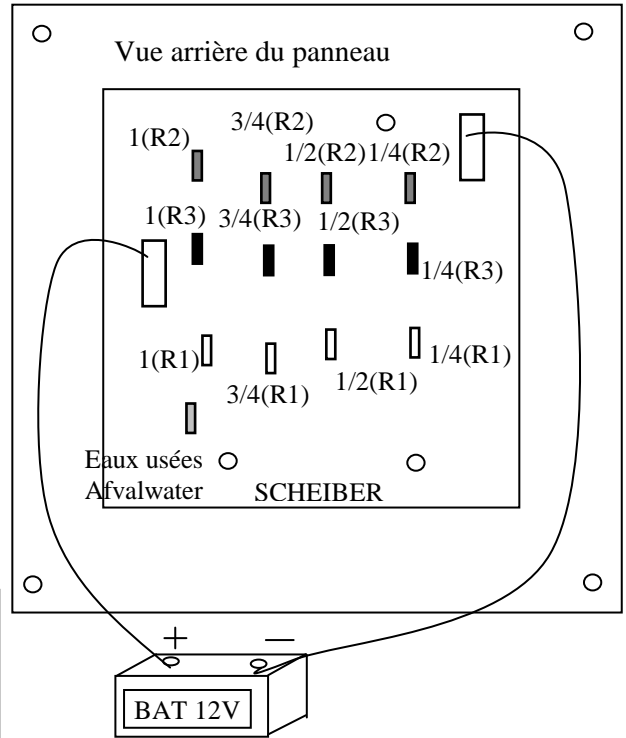 Vue arrière du panneau
3/4(R2)
1(R2)
1/2(R2) 1/4(R2)
1(R3) 3/4(R3) 1/2(R3)
1/4(R3)
1(R1)
1/4(R1)
3/4(R1)
1/2(R1)
Eaux usées
Afvalwater
SCHEIBER
+ —
BAT 12V